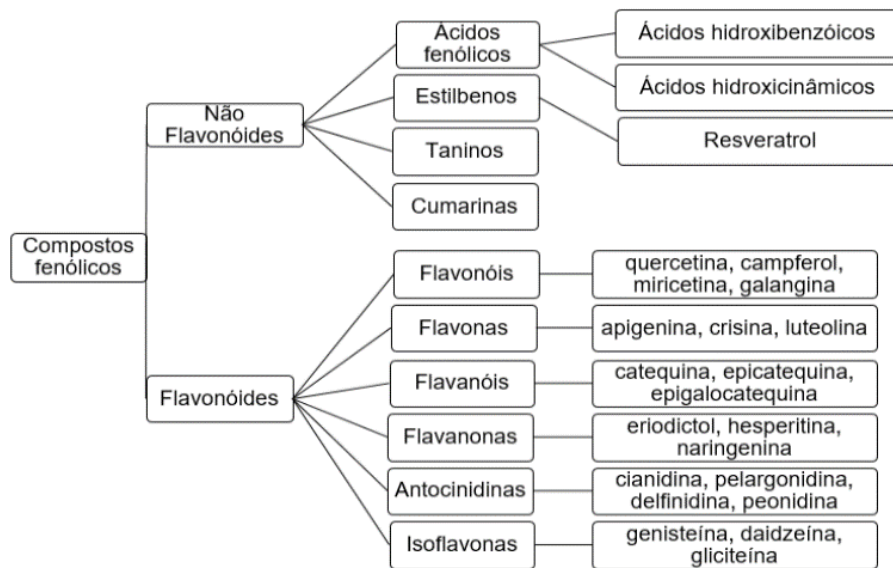 Compostos
fenólicos
Não
Flavonóides
Ácidos
fenólicos
Ácidos hidroxibenzóicos
Ácidos hidroxicinâmicos
Estilbenos
Resveratrol
Taninos
Cumarinas
Flavonóides
Flavonóis
quercetina, campferol,
miricetina, galangina
Flavonas
apigenina, crisina, luteolina
Flavanóis
catequina, epicatequina,
epigalocatequina
Flavanonas
eriodictol, hesperitina,
naringenina
Antocinidinas
cianidina, pelargonidina,
delfinidina, peonidina
Isoflavonas
genisteína, daidzeína,
gliciteína